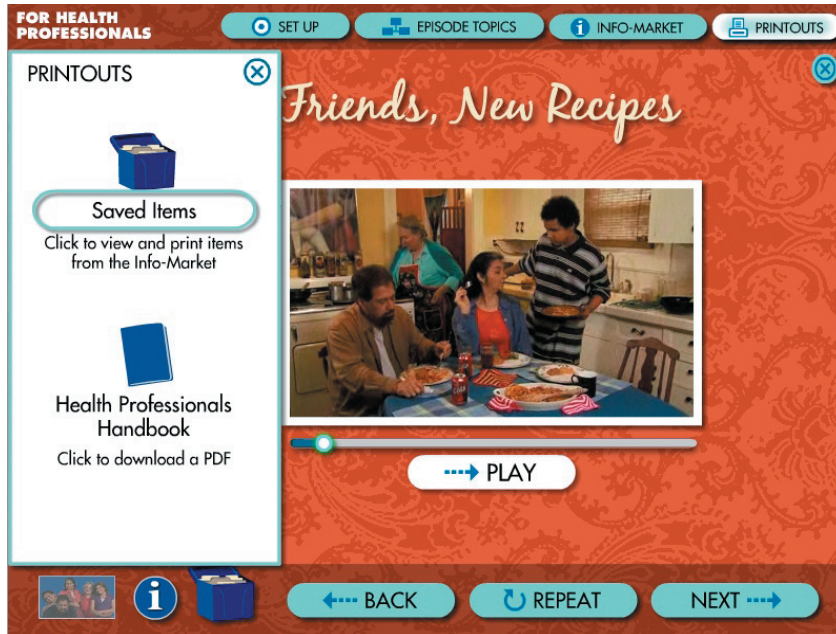 FOR HEALTH
PROFESSIONALS
SET UP
EPISODE TOPICS
INFO-MARKET
PRINTOUTS
PRINTOUTS
Saved Items
Click to view and print items
from the Info-Market
Health Professionals
Handbook
Click to download a PDF
Friends, New Recipes
PLAY
BACK
REPEAT
NEXT